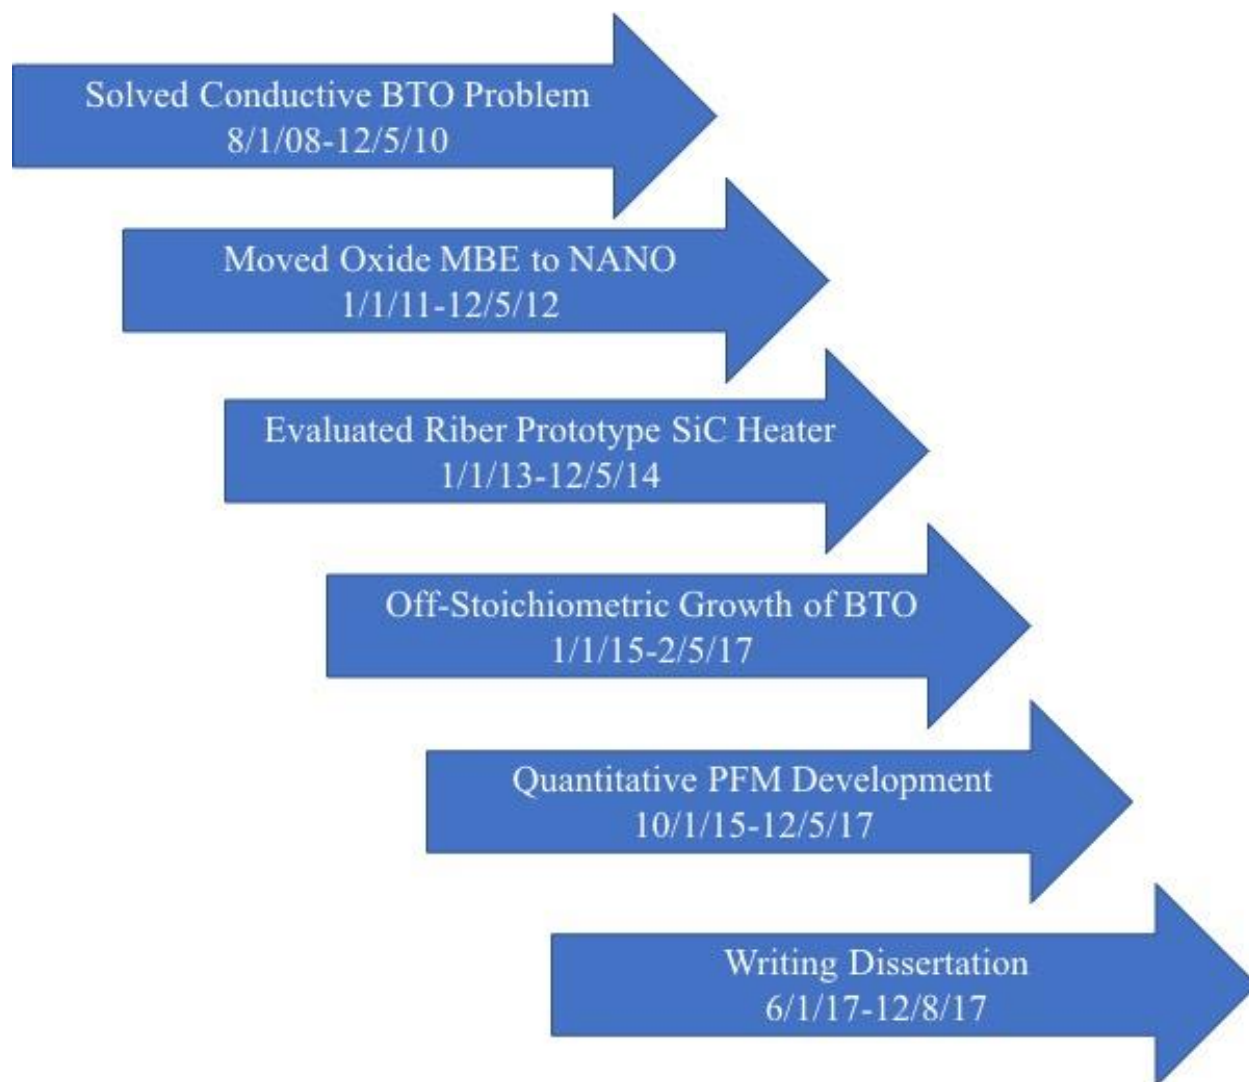 Solved Conductive BTO Problem
8/1/08-12/5/10
Moved Oxide MBE to NANO
1/1/11-12/5/12
Evaluated Riber Prototype SiC Heater
1/1/13-12/5/14
Off-Stoichiometric Growth of BTO
1/1/15-2/5/17
Quantitative PFM Development
10/1/15-12/5/17
Writing Dissertation
6/1/17-12/8/17